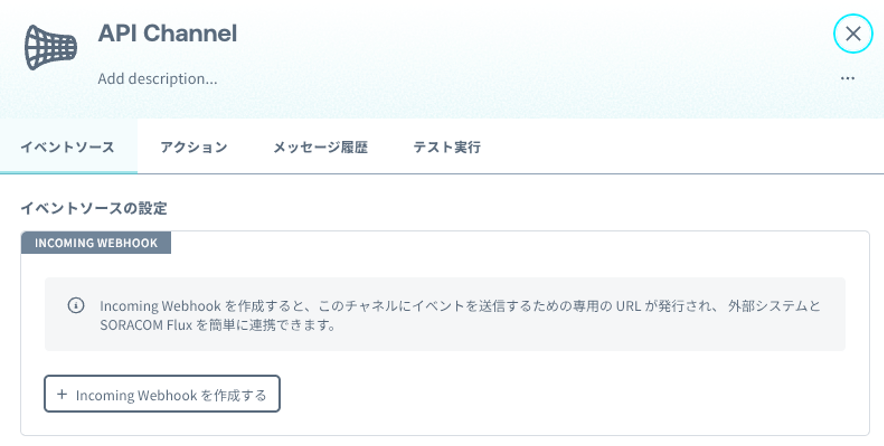 API Channel
Add description...
イベントソース
アクション
メッセージ履歴
テスト実行
イベントソースの設定
INCOMING WEBHOOK
Incoming Webhook を作成すると、このチャネルにイベントを送信するための専用の URL が発行され、 外部システムと
SORACOM Flux を簡単に連携できます。
+ Incoming Webhook を作成する